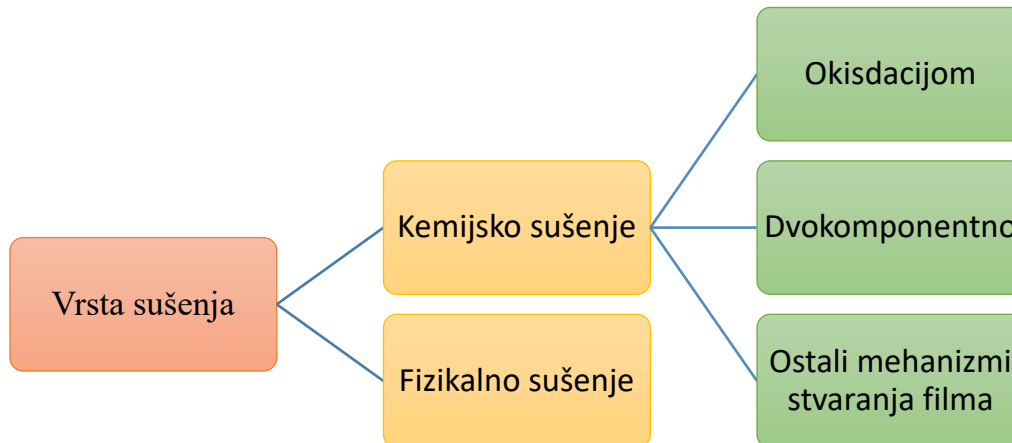 Vrsta sušenja
Kemijsko sušenje
Fizikalno sušenje
Okisdacijom
Dvokomponentno
Ostali mehanizmi
stvaranja filma